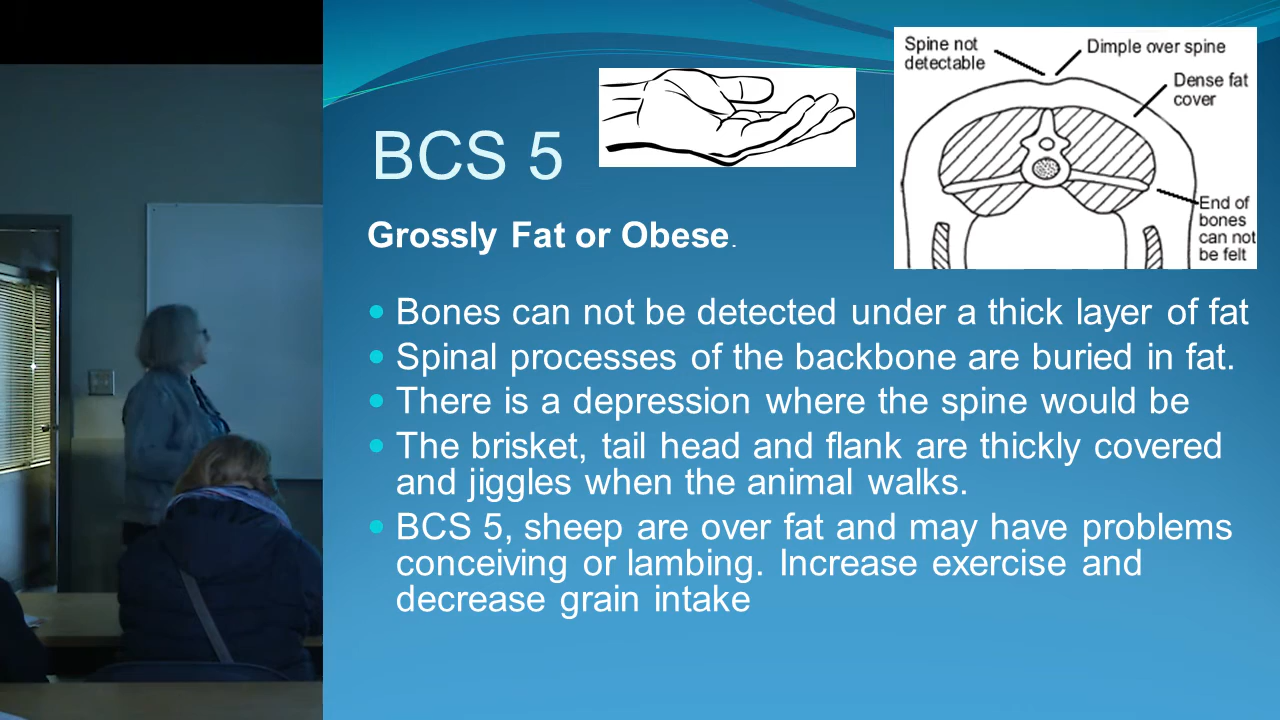 BCS 5
Grossly Fat or Obese.
Bones can not be detected under a thick layer of fat
Spinal processes of the backbone are buried in fat.
There is a depression where the spine would be
The brisket, tail head and flank are thickly covered
and jiggles when the animal walks.
BCS 5, sheep are over fat and may have problems
conceiving or lambing. Increase exercise and
decrease grain intake
Spine not
detectable
Dimple over spine
Dense fat
cover
End of
bones
can not
be felt